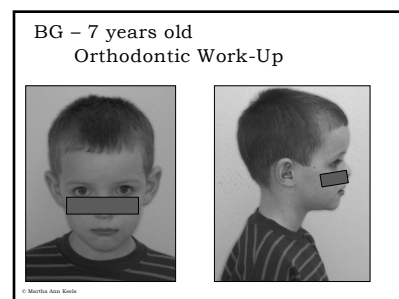 BG – 7 years old
Orthodontic Work-Up
© Martha Ann Keels